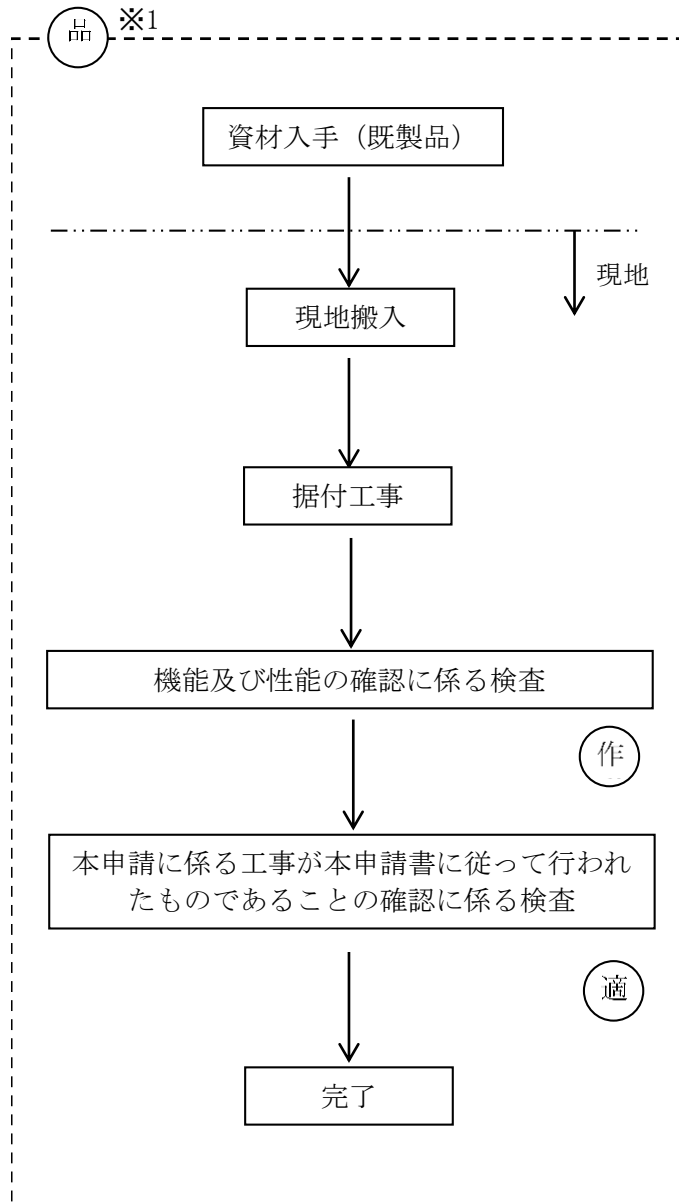 品 ※1
資材入手（既製品）
現地
現地搬入
据付工事
機能及び性能の確認に係る検査
作
本申請に係る工事が本申請書に従って行われ
たものであることの確認に係る検査
適
完了